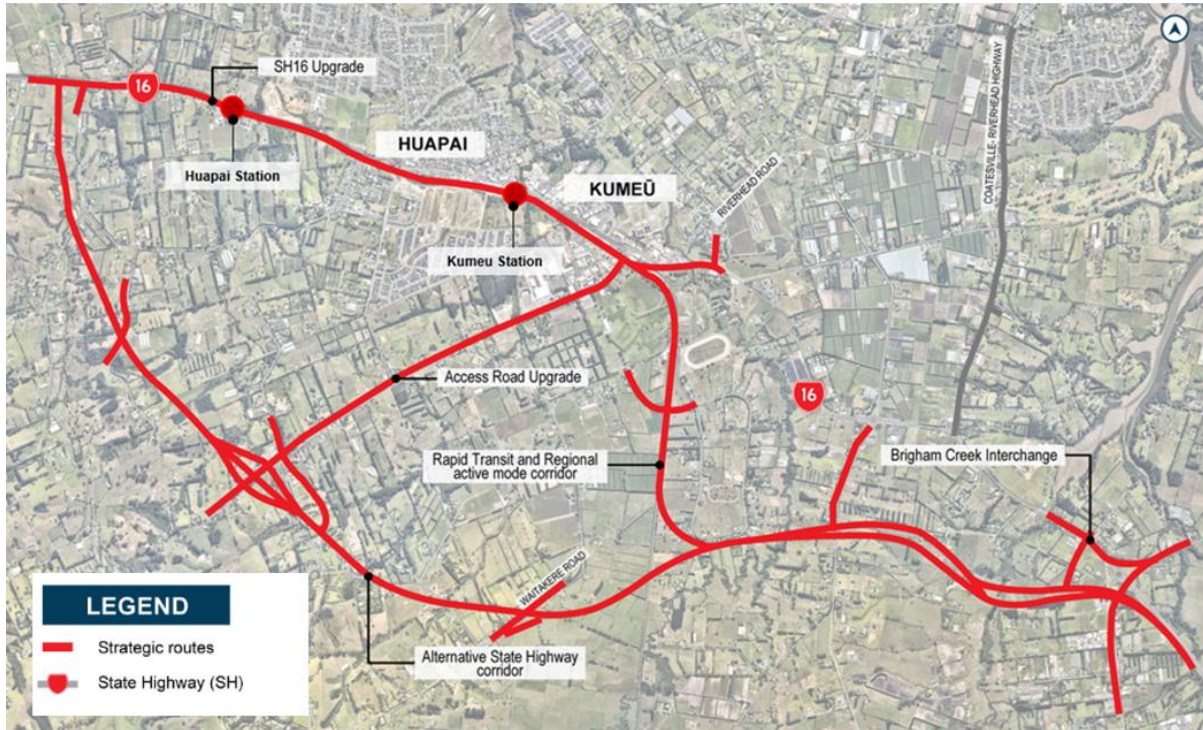 SH16 Upgrade
16
Huapai Station
HUAPAI
KUMEŪ
Kumeu Station
RIVERHEAD ROAD
COATESVILLE- RIVERHEAD HIGHWAY
Access Road Upgrade
16
Rapid Transit and Regional
active mode corridor
Brigham Creek Interchange
WAITAKERE ROAD
Alternative State Highway
corridor
LEGEND
Strategic routes
State Highway (SH)